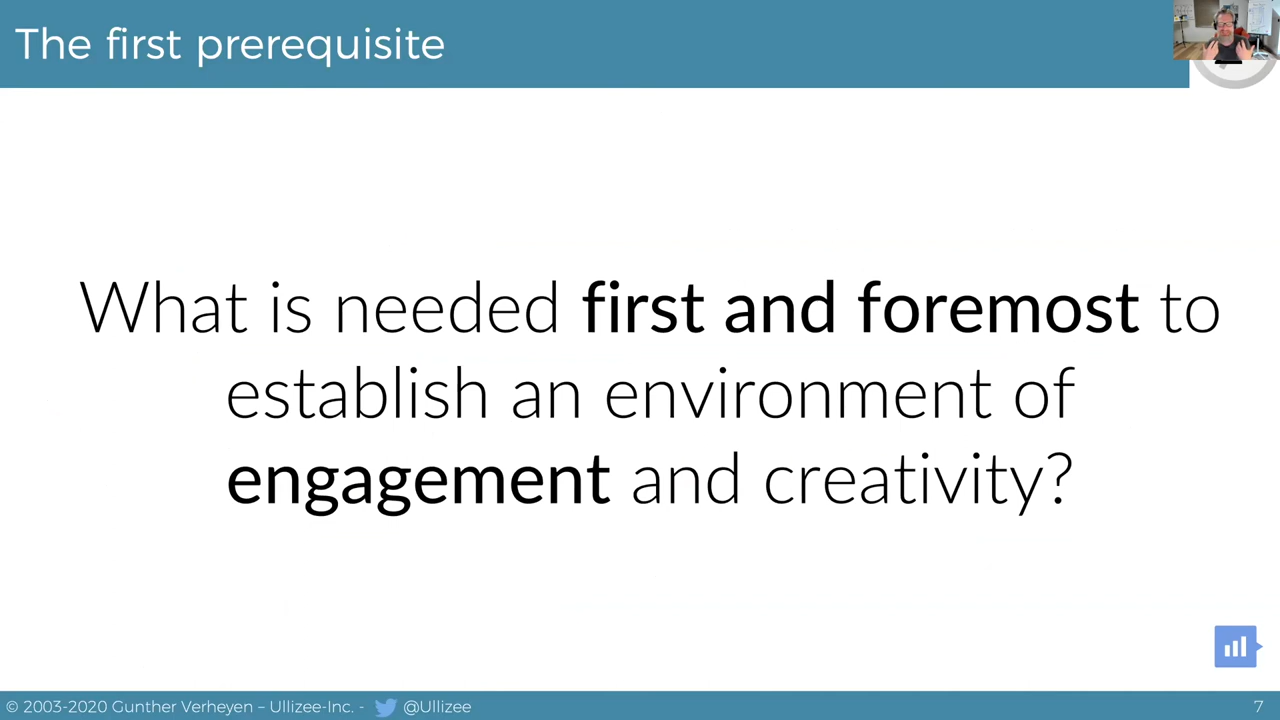 The first prerequisite
What is needed first and foremost to
establish an environment of
engagement and creativity?
© 2003-2020 Gunther Verheyen – Ullizee-Inc. - @Ullizee
7